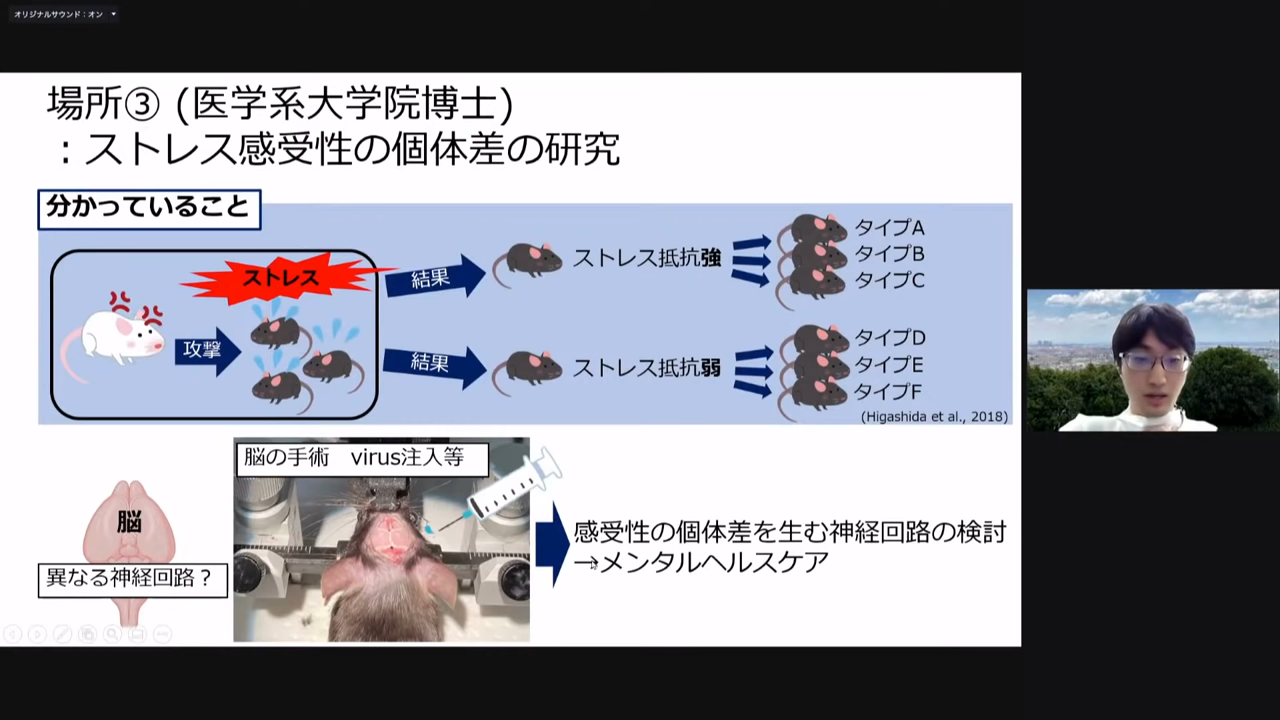 オリジナルサウンド：オン
場所③ (医学系大学院博士)
：ストレス感受性の個体差の研究
分かっていること
ストレス
攻撃
結果
ストレス抵抗強
タイプA
タイプB
タイプC
結果
ストレス抵抗弱
タイプD
タイプE
タイプF
(Higashida et al., 2018)
脳
異なる神経回路？
脳の手術　virus注入等
感受性の個体差を生む神経回路の検討
→メンタルヘルスケア